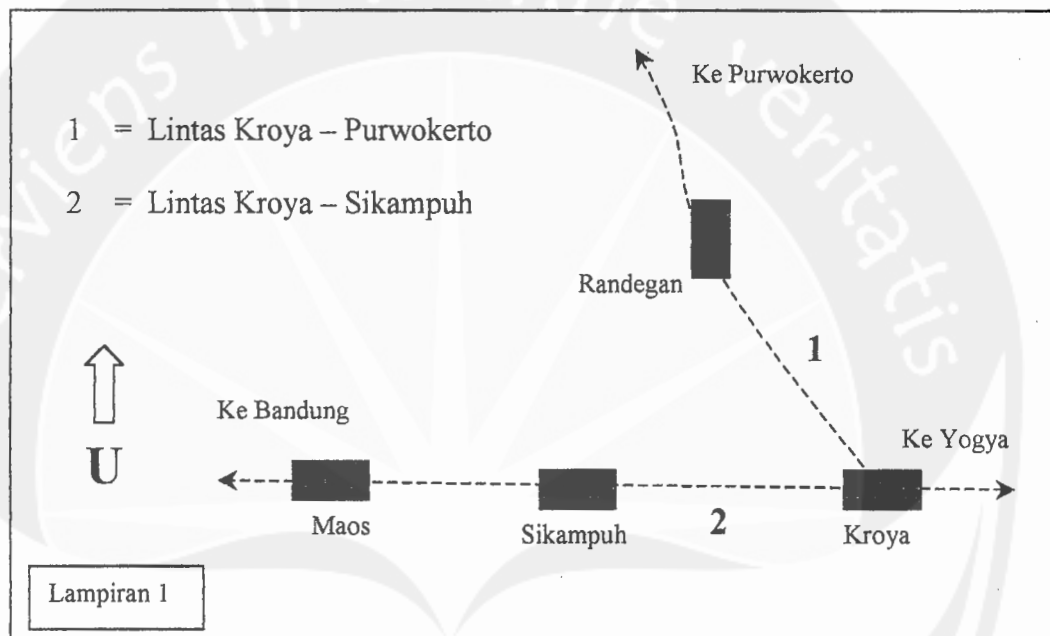 Ke Purwokerto
1 = Lintas Kroya – Purwokerto
2 = Lintas Kroya – Sikampuh
Randegan
1
Ke Bandung
U
Ke Yogya
Maos
Sikampuh
2
Kroya
Lampiran 1
veritatis